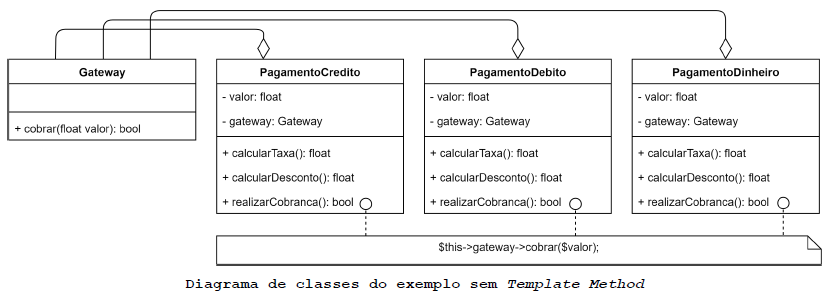 Gateway
+ cobrar(float valor): bool
PagamentoCredito
- valor: float
- gateway: Gateway
+ calcularTaxa(): float
+ calcularDesconto(): float
+ realizarCobranca(): bool
PagamentoDebito
- valor: float
- gateway: Gateway
+ calcularTaxa(): float
+ calcularDesconto(): float
+ realizarCobranca(): bool
PagamentoDinheiro
- valor: float
- gateway: Gateway
+ calcularTaxa(): float
+ calcularDesconto(): float
+ realizarCobranca(): bool
$this->gateway->cobrar($valor);
Diagrama de classes do exemplo sem Template Method